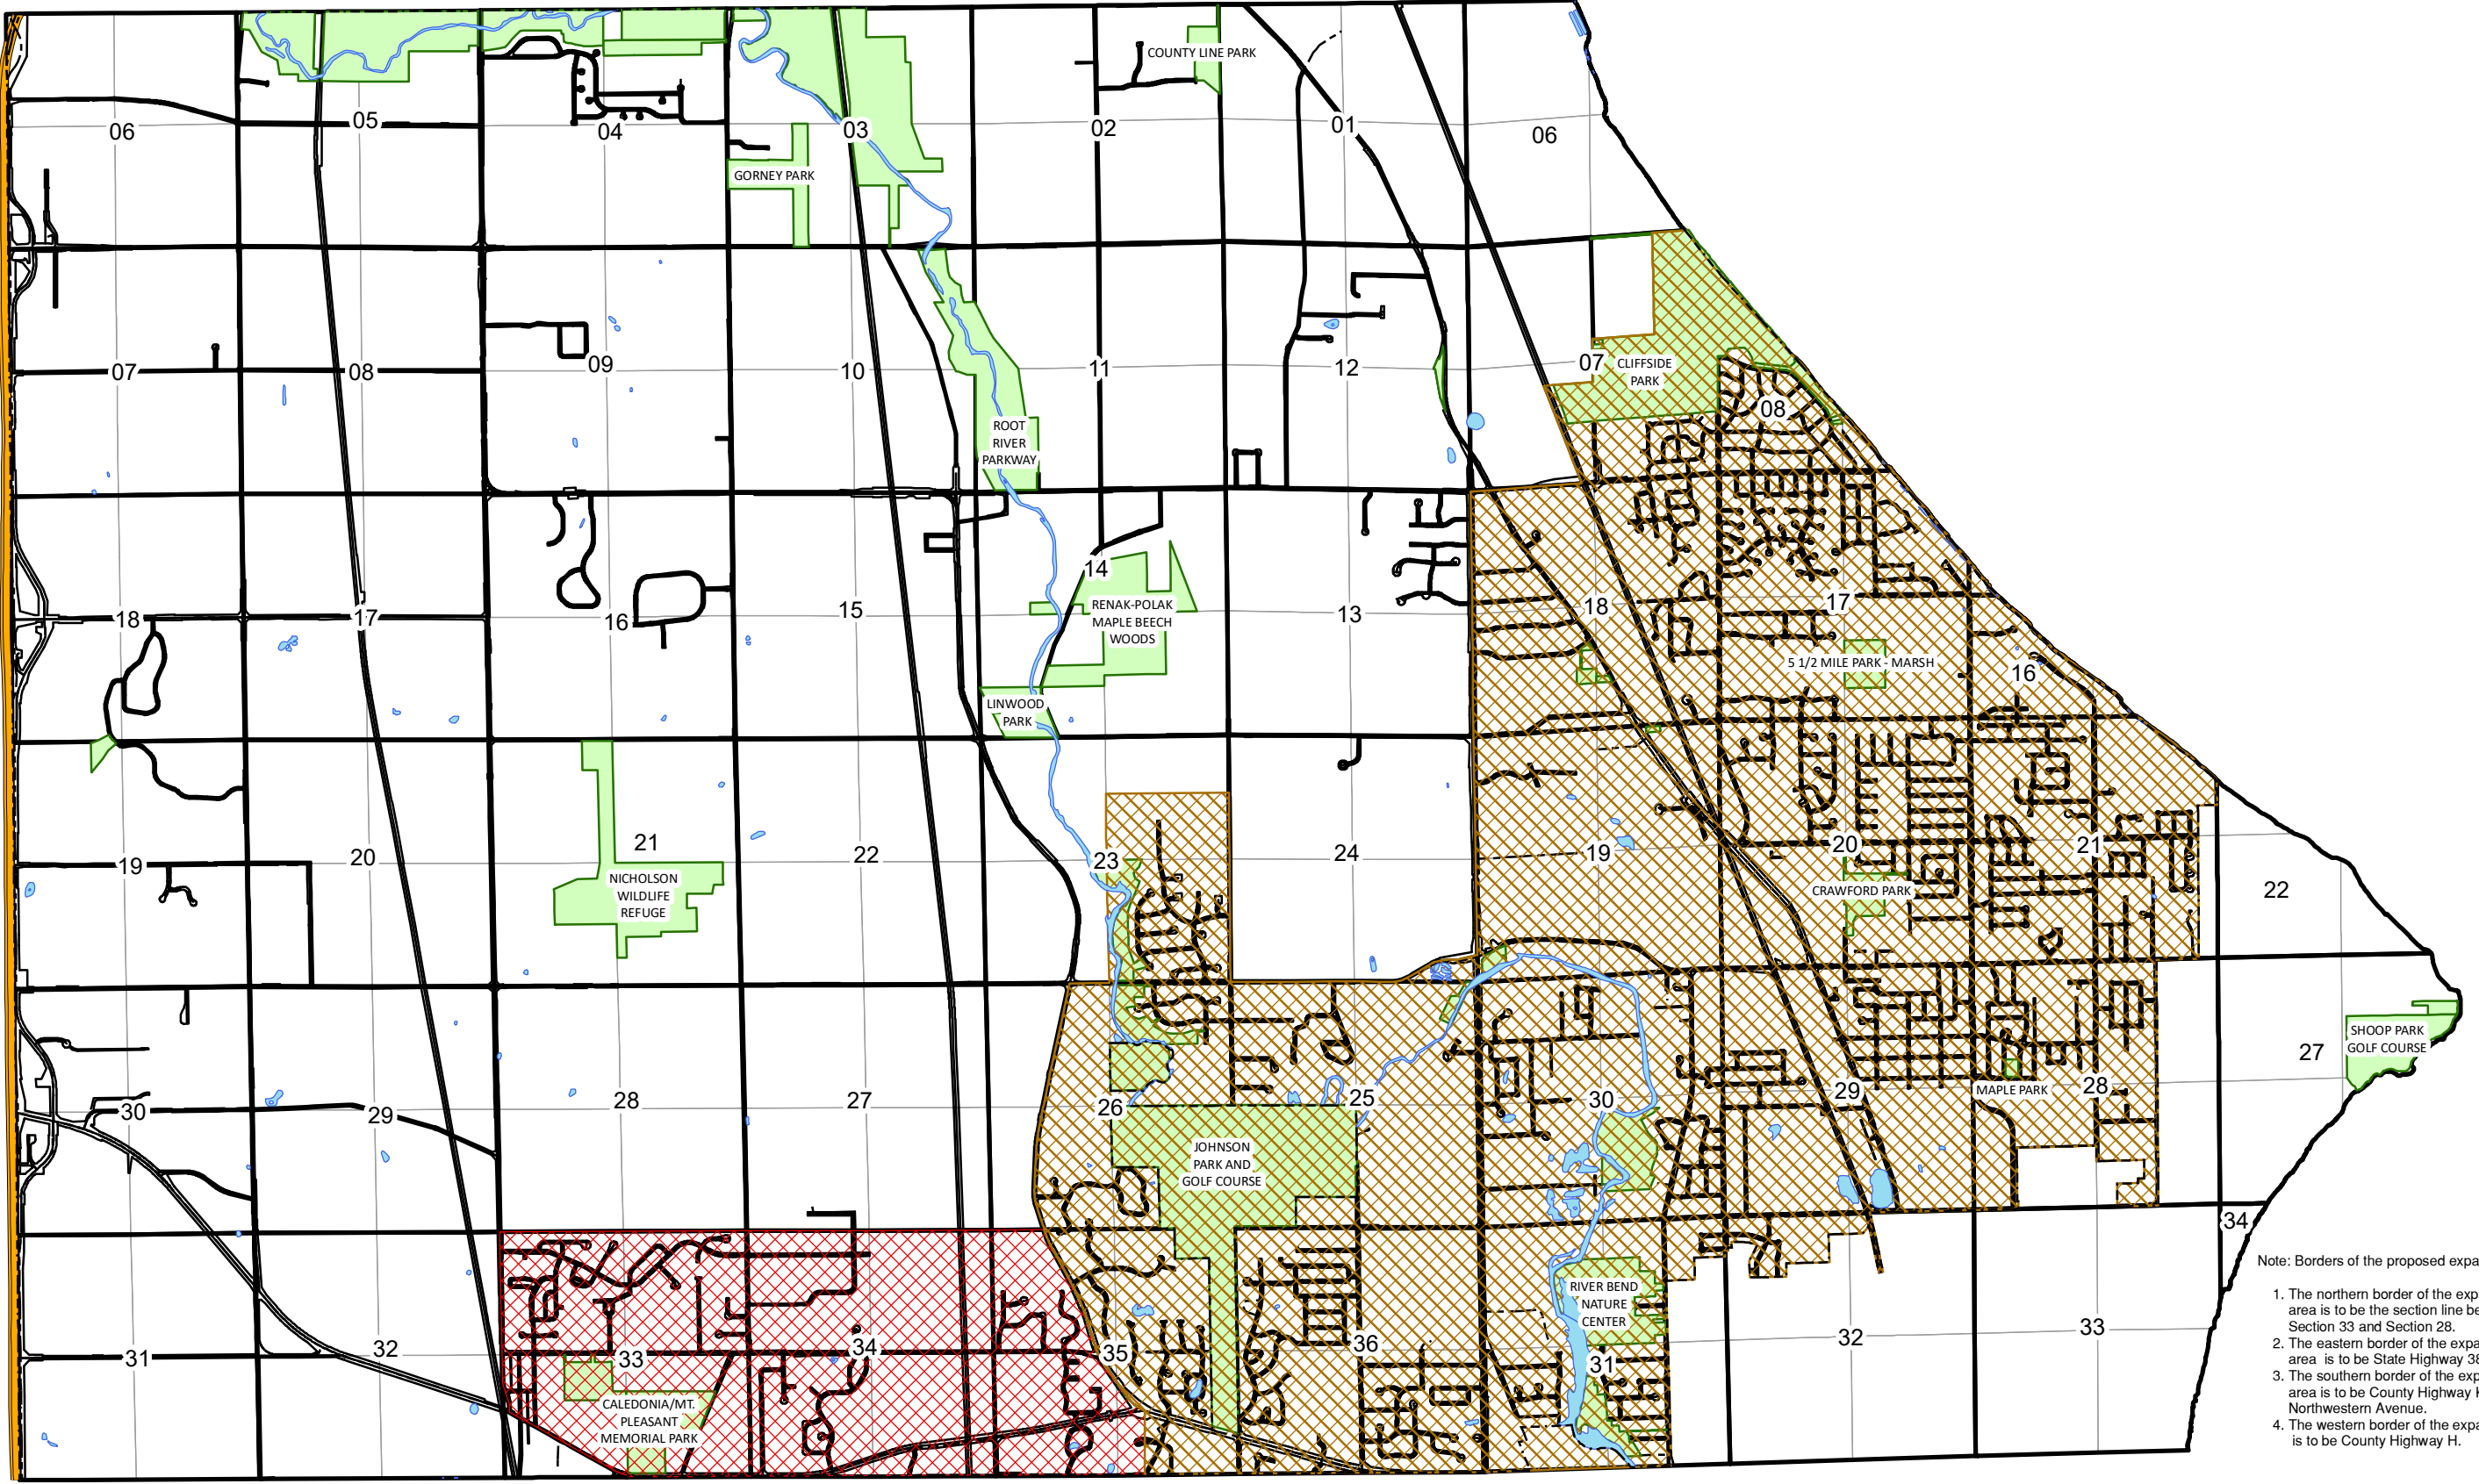 COUNTY LINE PARK
06
05
04
03
02
01
06
GORNEY PARK
07
08
09
10
11
12
07
CLIFFSIDE
PARK
08
ROOT
RIVER
PARKWAY
14
RENAK-POLAK
MAPLE BEECH
WOODS
18
17
16
15
13
18
17
5 1/2 MILE PARK - MARSH
16
LINWOOD
PARK
19
20
21
NICHOLSON
WILDLIFE
REFUGE
22
23
24
19
20
21
CRAWFORD PARK
22
SHOOP PARK
GOLF COURSE
27
30
29
28
27
26
25
30
29
MAPLE PARK
28
JOHNSON
PARK AND
GOLF COURSE
34
RIVER BEND
NATURE
CENTER
31
32
33
34
35
36
31
32
33
CALEDONIA/MT.
PLEASANT
MEMORIAL PARK
Note: Borders of the proposed expa
1. The northern border of the exp
area is to be the section line be
Section 33 and Section 28.
2. The eastern border of the expa
area is to be State Highway 38
3. The southern border of the exp
area is to be County Highway
Northwestern Avenue.
4. The western border of the expa
is to be County Highway H.